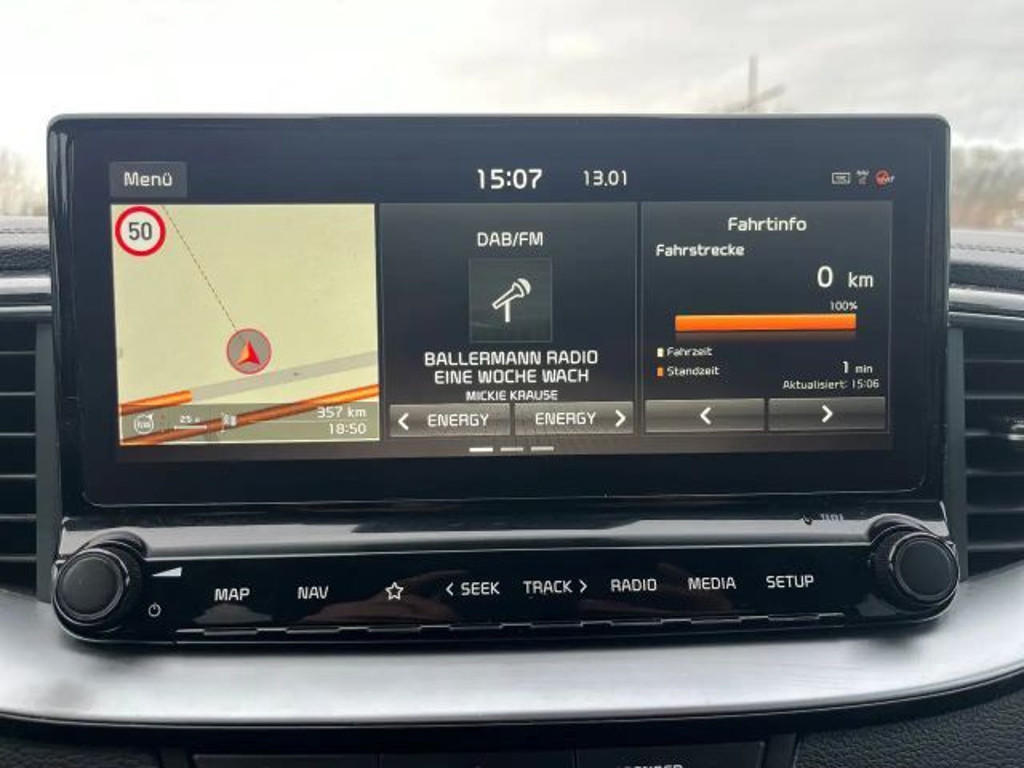 Menü
15:07
13.01
50
357 km
18:50
DAB/FM
BALLERMANN RADIO
EINE WOCHE WACH
MICKIE KRAUSE
ENERGY
ENERGY
Fahrtinfo
Fahrstrecke
0 km
100%
Fahrzeit
Standzeit
1 min
Aktualisiert: 15:06
MAP
NAV
< SEEK
TRACK >
RADIO
MEDIA
SETUP